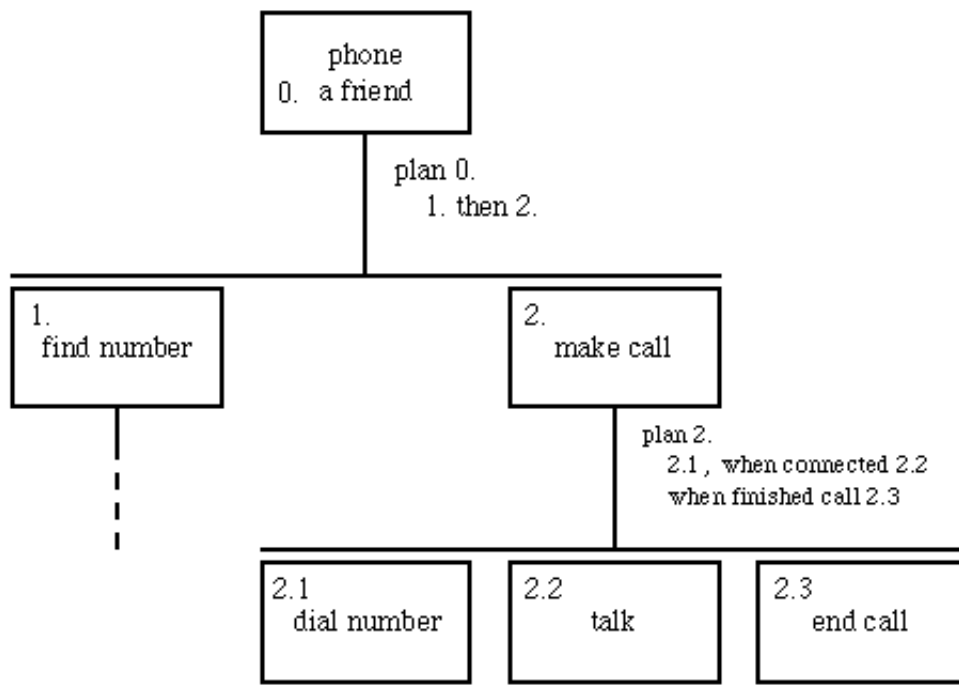 phone
0. a friend
plan 0.
1. then 2.
1.
find number
2.
make call
plan 2.
2.1 , when connected 2.2
when finished call 2.3
2.1
dial number
2.2
talk
2.3
end call